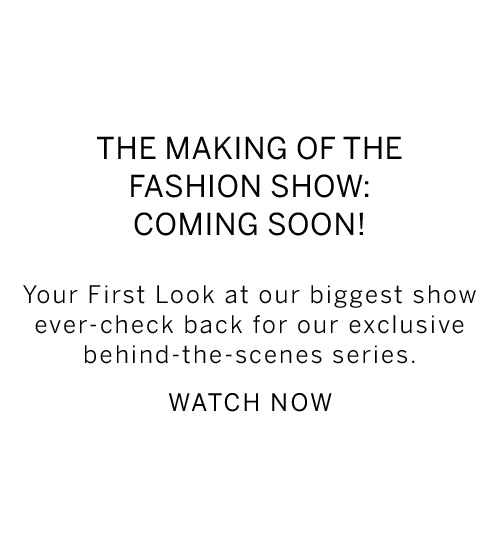 THE MAKING OF THE
FASHION SHOW:
COMING SOON!
Your First Look at our biggest show
ever-check back for our exclusive
behind-the-scenes series.
WATCH NOW